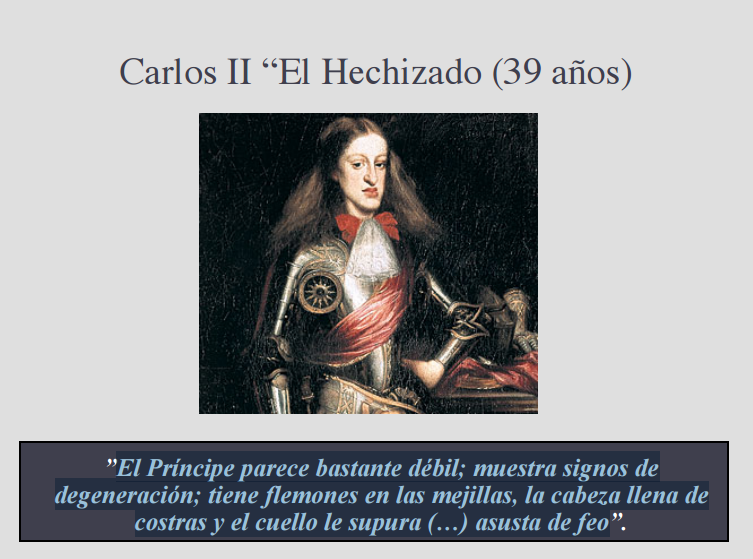 Carlos II “El Hechizado (39 años)
”El Príncipe parece bastante débil; muestra signos de
degeneración; tiene flemones en las mejillas, la cabeza llena de
costras y el cuello le supura (…) asusta de feo”.